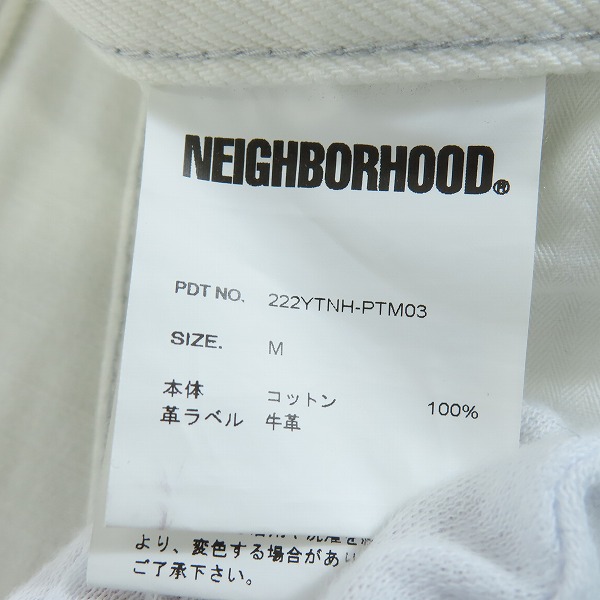 NEIGHBORHOOD®
PDT NO. 222YTNH-PTM03
SIZE. M
本体 コットン 100%
革ラベル 牛革
より、変色する場合があり
ご了承下さい。